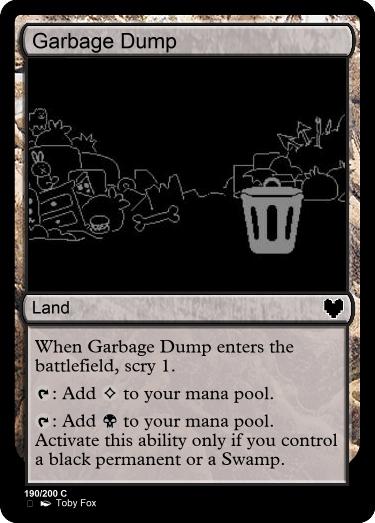 Garbage Dump
Land
When Garbage Dump enters the
battlefield, scry 1.
: Add to your mana pool.
: Add to your mana pool.
Activate this ability only if you control
a black permanent or a Swamp.
190/200 C
Toby Fox